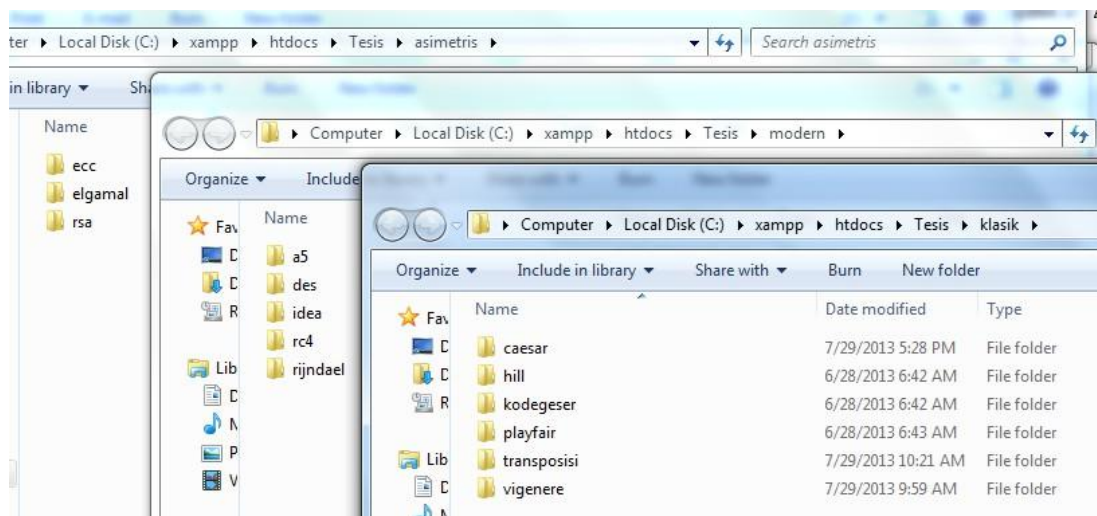 ter ▸ Local Disk (C:) ▸ xampp ▸ htdocs ▸ Tesis ▸ asimetris ▸
Search asimetris
in library
Name
ecc
elgamal
rsa
Computer ▸ Local Disk (C:) ▸ xampp ▸ htdocs ▸ Tesis ▸ modern ▸
Organize
Include
Fav
D
D
R
Lib
D
M
P
V
Name
a5
des
idea
rc4
rijndael
Computer ▸ Local Disk (C:) ▸ xampp ▸ htdocs ▸ Tesis ▸ klasik ▸
Organize Include in library Share with Burn New folder
Fav
D
D
R
Lib
D
Name Date modified Type
caesar 7/29/2013 5:28 PM File folder
hill 6/28/2013 6:42 AM File folder
kodegeser 6/28/2013 6:42 AM File folder
playfair 6/28/2013 6:43 AM File folder
transposisi 7/29/2013 10:21 AM File folder
vigenere 7/29/2013 9:59 AM File folder